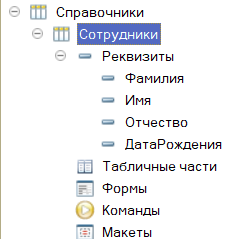 Справочники
Сотрудники
Реквизиты
Фамилия
Имя
Отчество
ДатаРождения
Табличные части
Формы
Команды
Макеты